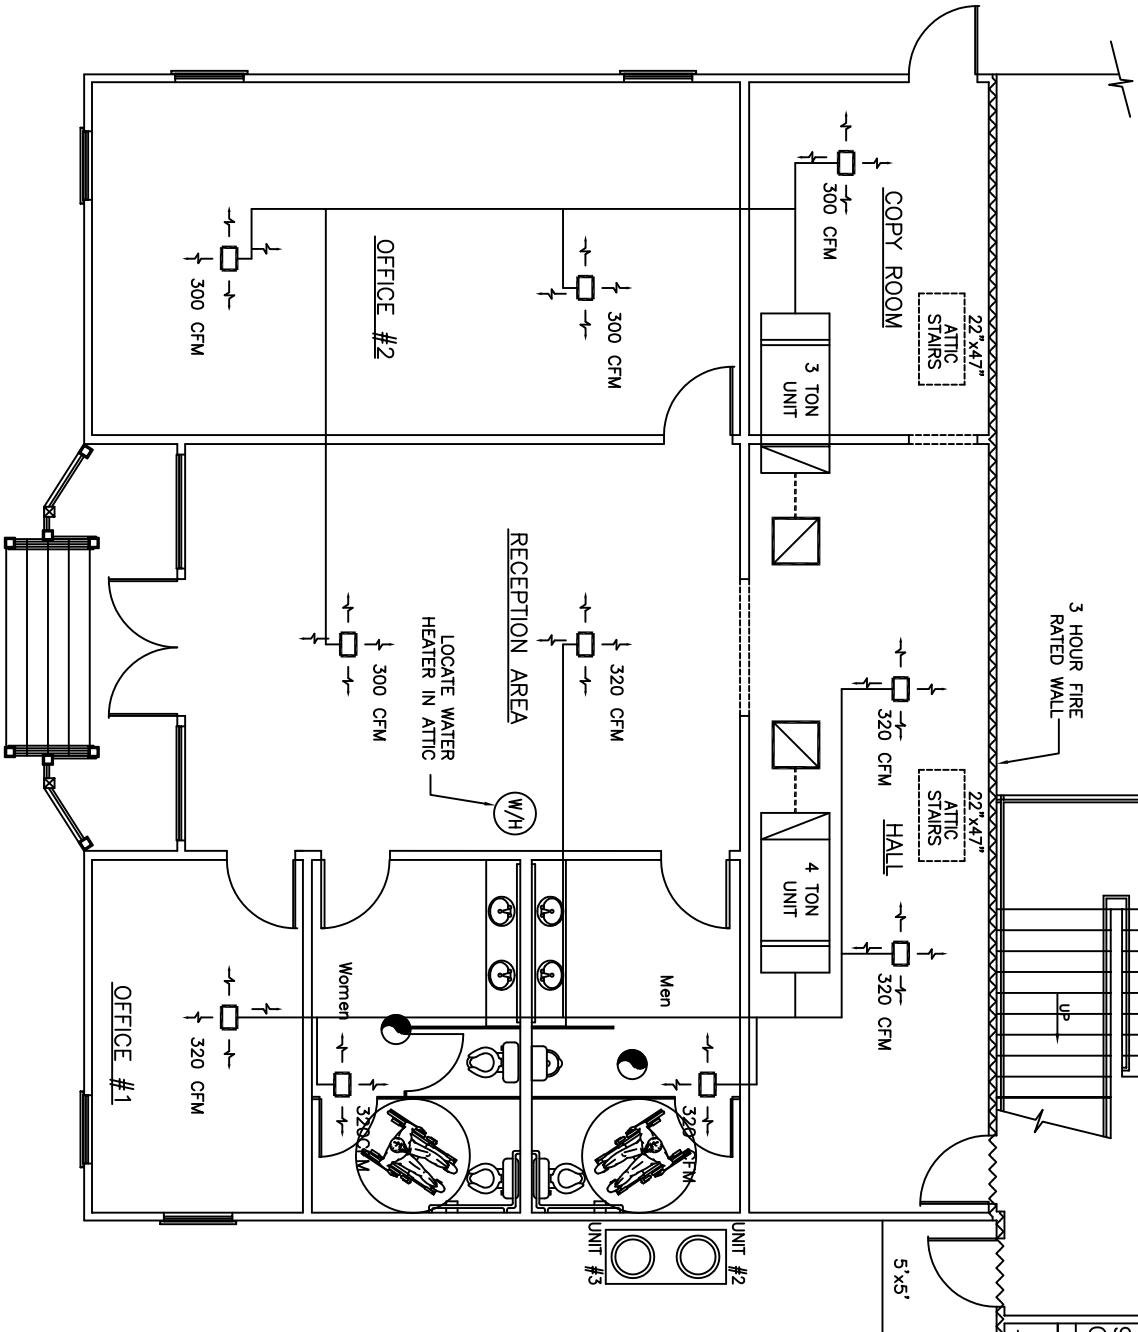 3 HOUR FIRE
RATED WALL
UP
22"x47"
ATTIC
STAIRS
22"x47"
ATTIC
STAIRS
COPY ROOM
300 CFM
HALL
320 CFM
320 CFM
3 TON
UNIT
4 TON
UNIT
5'x5'
UNIT #2
UNIT #3
300 CFM
320 CFM
Men
320 CFM
RECEPTION AREA
W/H
LOCATE WATER
HEATER IN ATTIC
OFFICE #2
300 CFM
Women
300 CFM
320 CFM
OFFICE #1